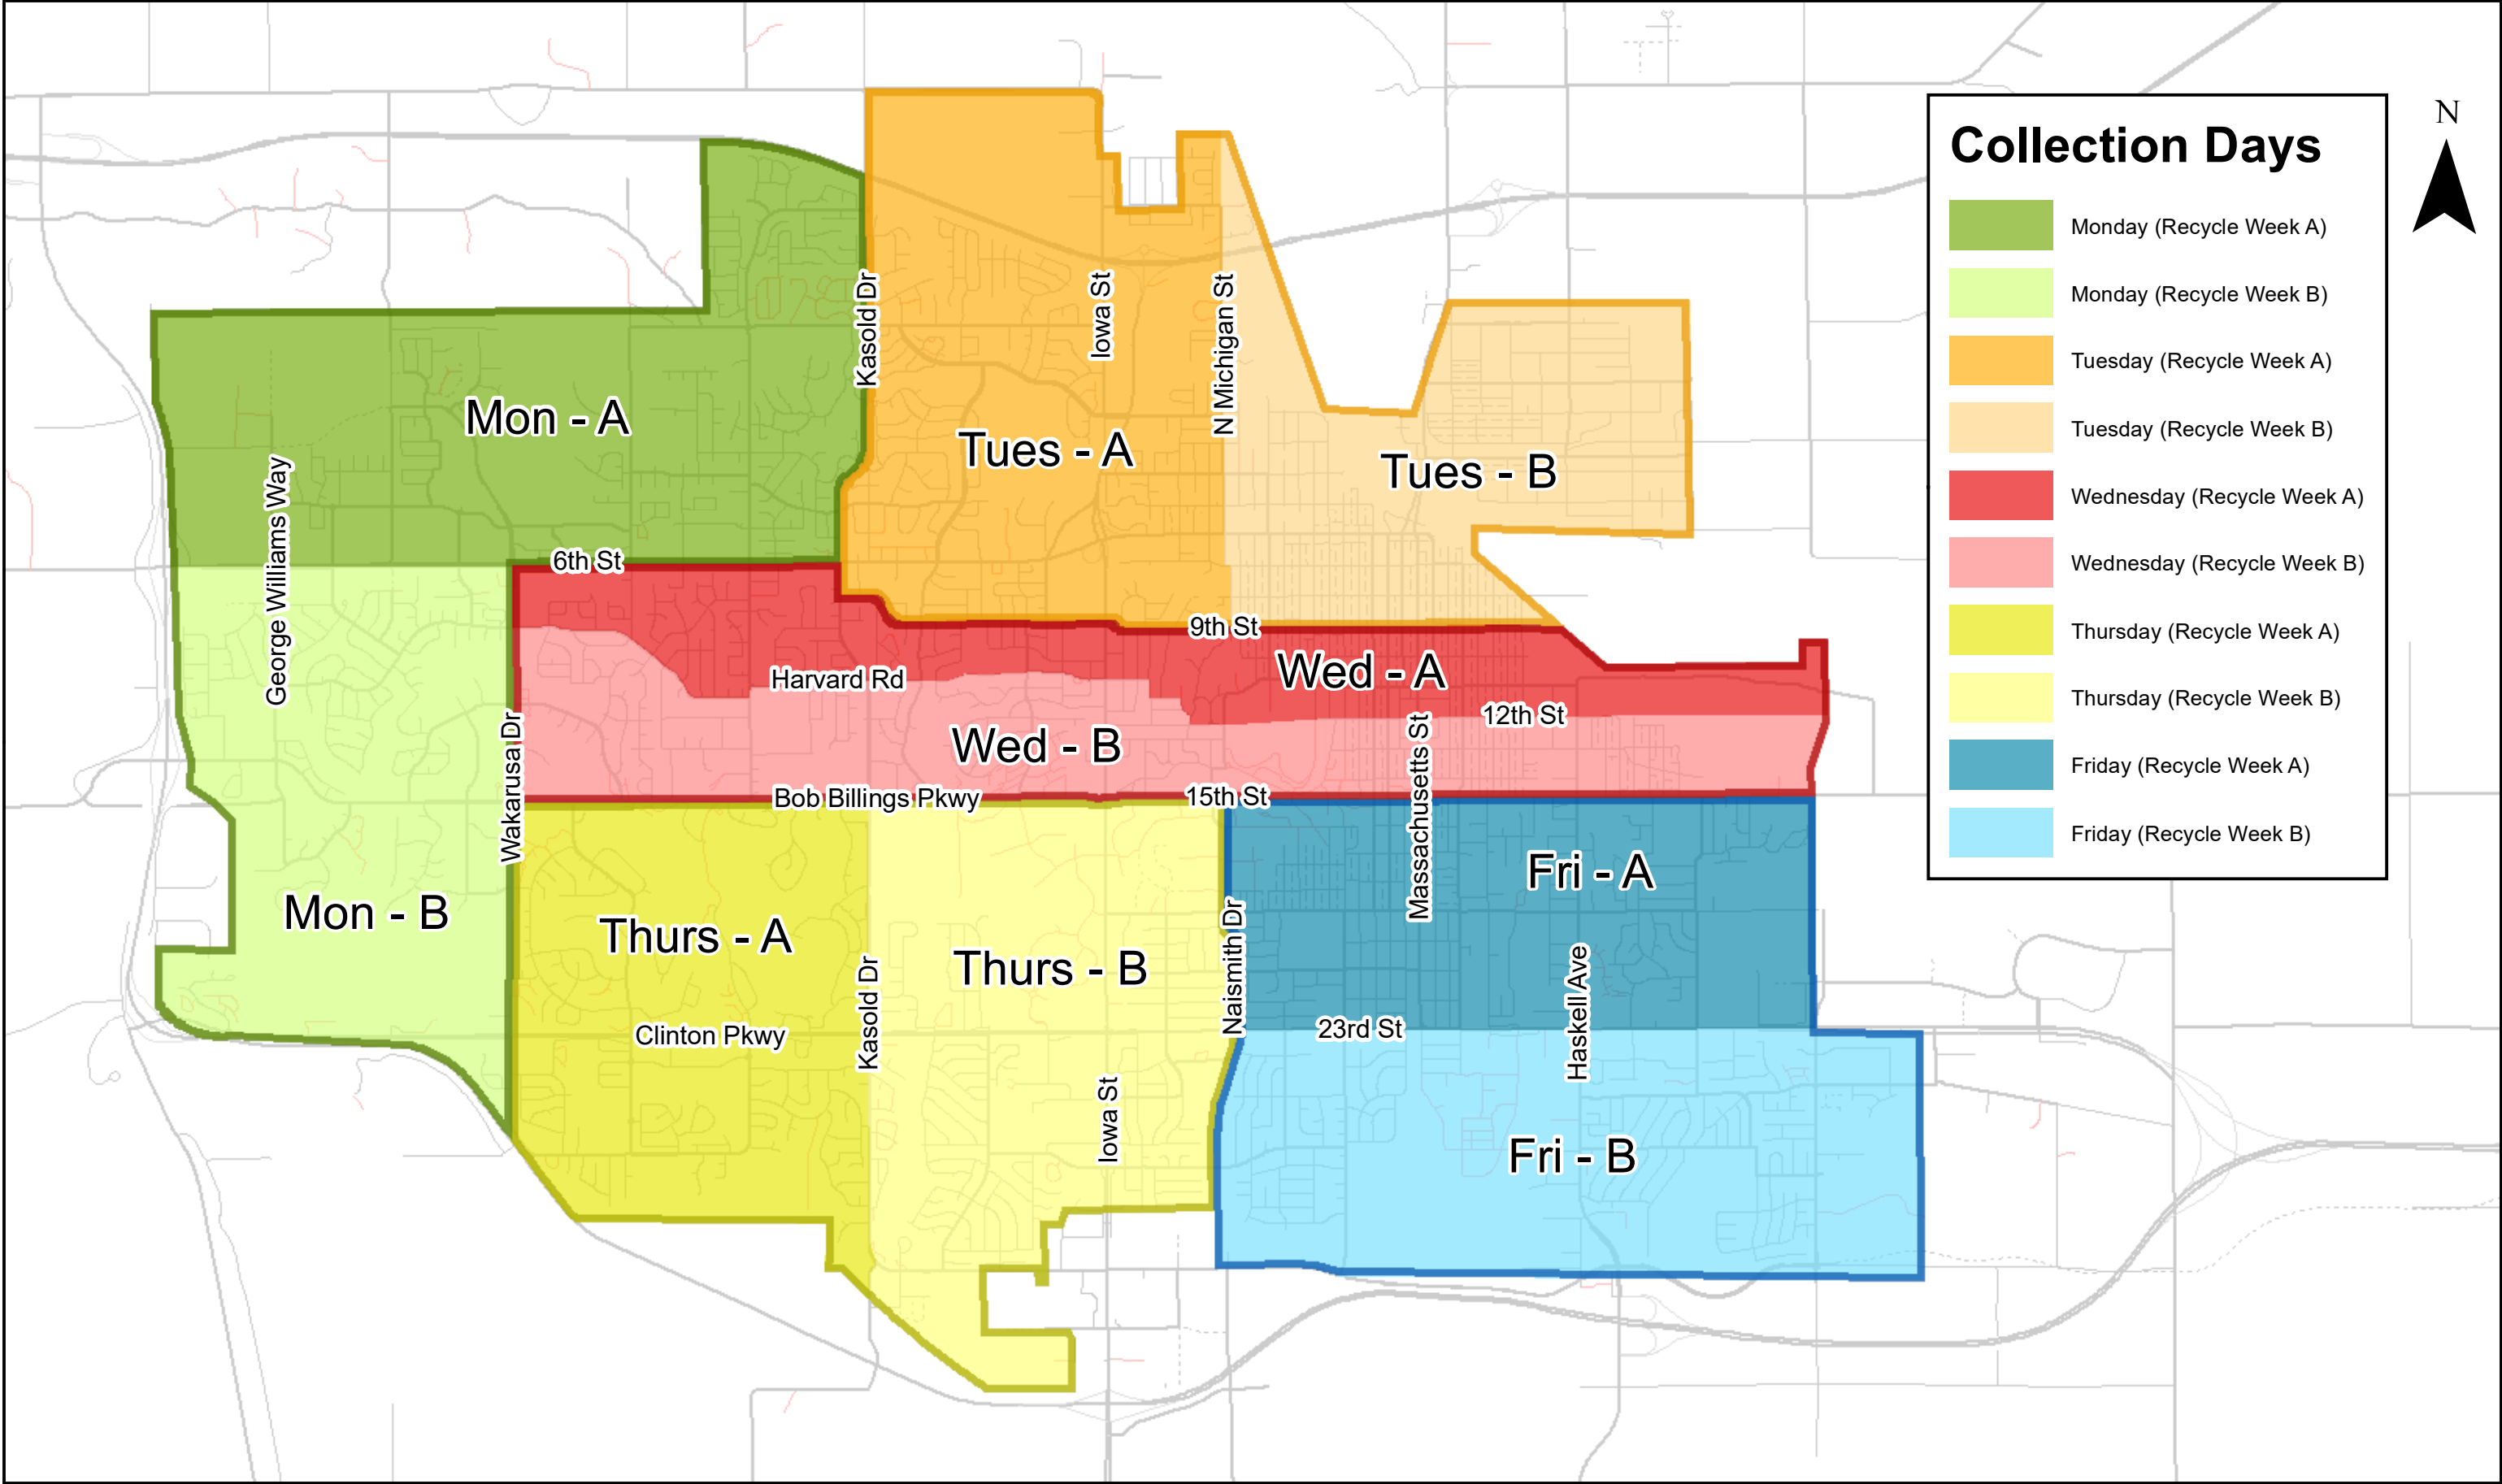 N
Collection Days
Monday (Recycle Week A)
Monday (Recycle Week B)
Tuesday (Recycle Week A)
Tuesday (Recycle Week B)
Wednesday (Recycle Week A)
Wednesday (Recycle Week B)
Thursday (Recycle Week A)
Thursday (Recycle Week B)
Friday (Recycle Week A)
Friday (Recycle Week B)
Kasold Dr
Iowa St
N Michigan St
Mon - A
Tues - A
Tues - B
George Williams Way
6th St
9th St
Wed - A
Harvard Rd
12th St
Wed - B
Wakarusa Dr
Massachusetts St
Bob Billings Pkwy
15th St
Fri - A
Mon - B
Thurs - A
Thurs - B
Naismith Dr
Kasold Dr
Haskell Ave
Clinton Pkwy
23rd St
Iowa St
Fri - B